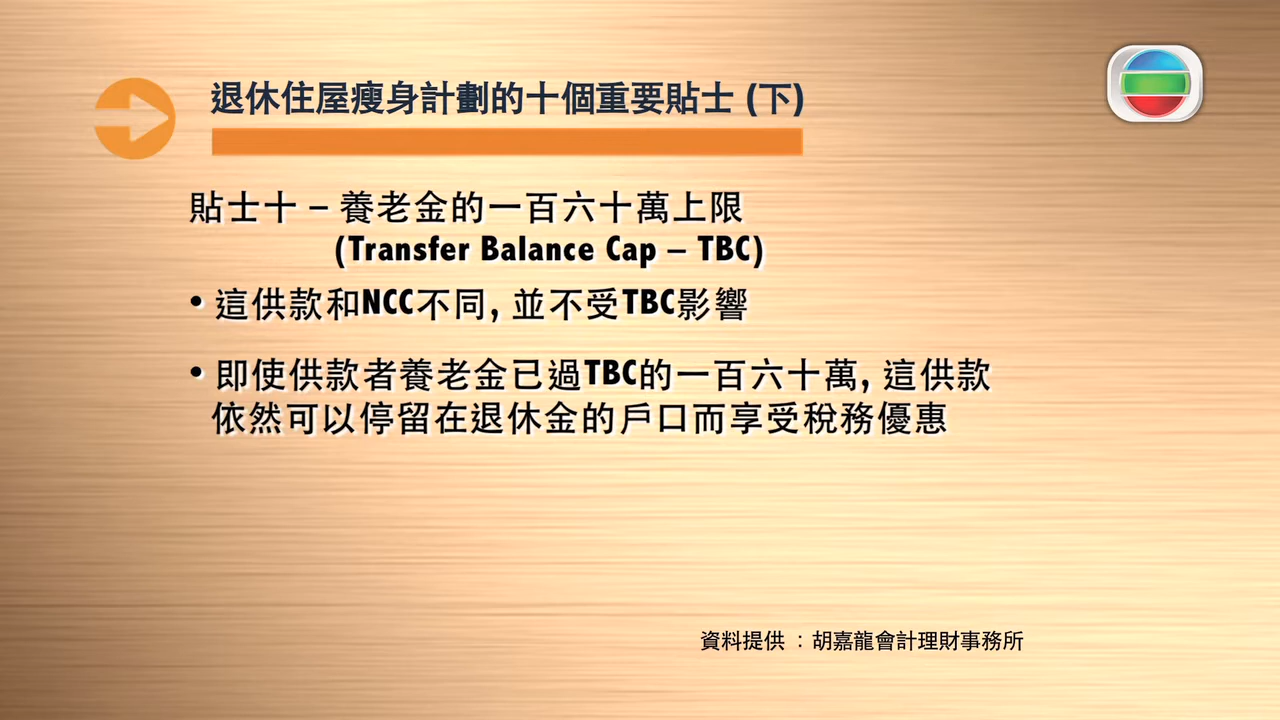 退休住屋瘦身計劃的十個重要貼士 (下)
貼士十 – 養老金的一百六十萬上限
(Transfer Balance Cap – TBC)
• 這供款和NCC不同, 並不受TBC影響
• 即使供款者養老金已過TBC的一百六十萬, 這供款
依然可以停留在退休金的戶口而享受稅務優惠
資料提供 : 胡嘉龍會計理財事務所